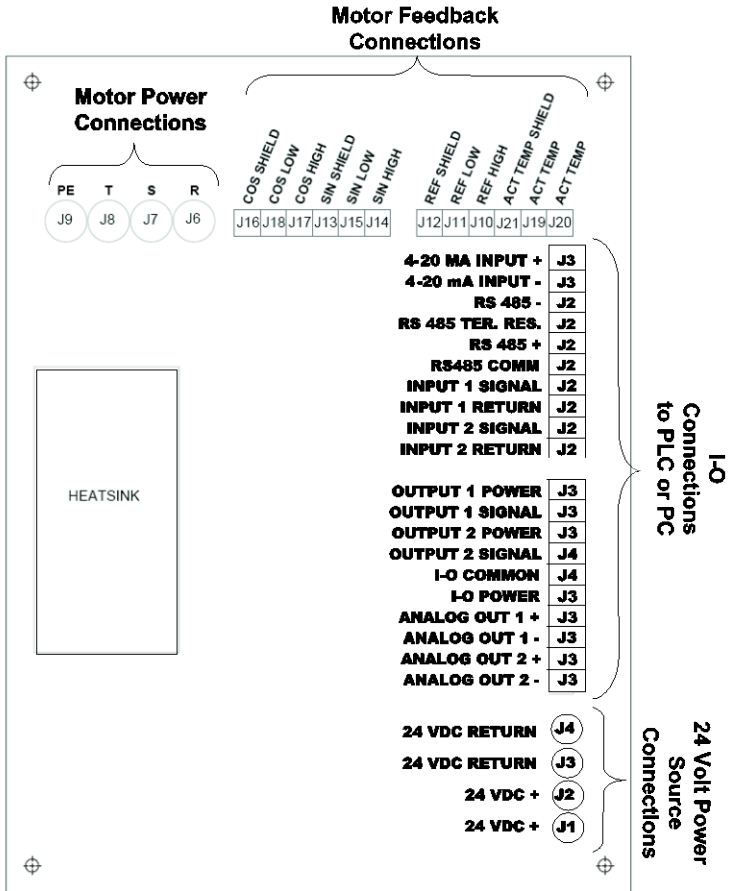 Motor Feedback
Connections
Motor Power
Connections
COS SHIELD
COS LOW
COS HIGH
SIN SHIELD
SIN LOW
SIN HIGH
REF SHIELD
REF LOW
REF HIGH
ACT TEMP SHIELD
ACT TEMP
ACT TEMP
PE T S R
J9 J8 J7 J6
J16 J18 J17 J13 J15 J14
J12 J11 J10 J21 J19 J20
4-20 MA INPUT + J3
4-20 mA INPUT - J3
RS 485 - J2
RS 485 TER. RES. J2
RS 485 + J2
RS485 COMM J2
INPUT 1 SIGNAL J2
INPUT 1 RETURN J2
INPUT 2 SIGNAL J2
INPUT 2 RETURN J2
I-O
Connections
to PLC or PC
HEATSINK
OUTPUT 1 POWER J3
OUTPUT 1 SIGNAL J3
OUTPUT 2 POWER J3
OUTPUT 2 SIGNAL J4
I-O COMMON J4
I-O POWER J3
ANALOG OUT 1 + J3
ANALOG OUT 1 - J3
ANALOG OUT 2 + J3
ANALOG OUT 2 - J3
24 VDC RETURN J4
24 VDC RETURN J3
24 VDC + J2
24 VDC + J1
24 Volt Power
Source
Connections